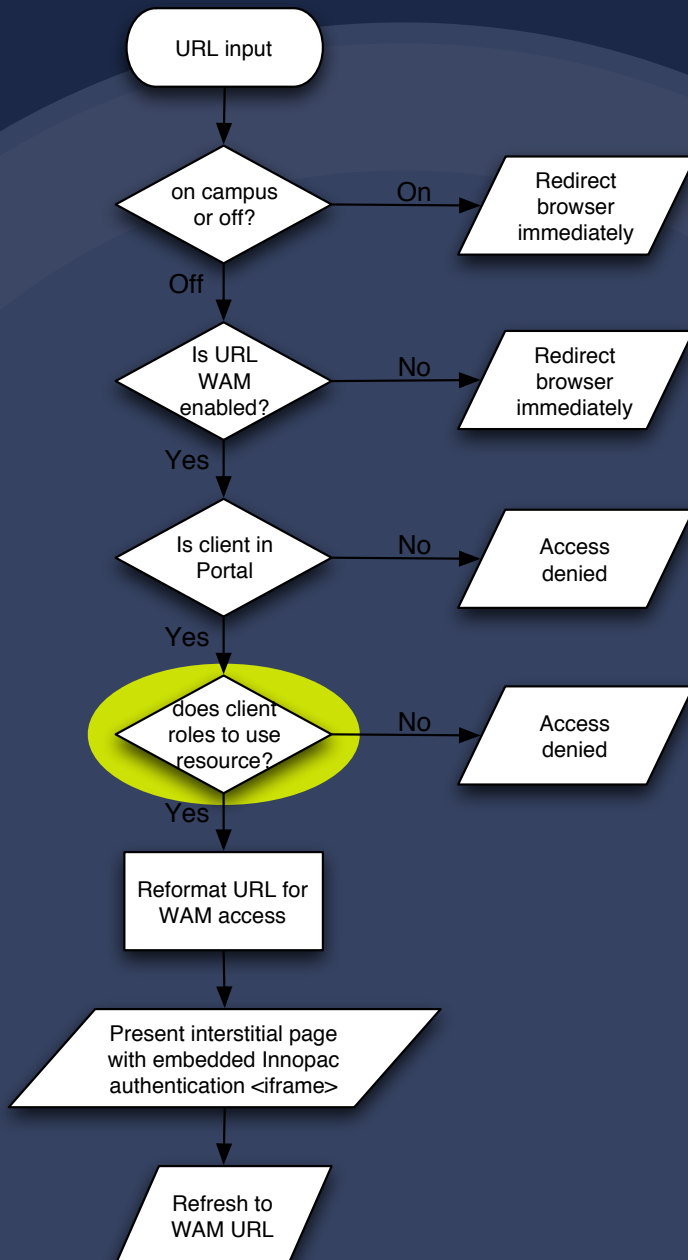 URL input
on campus
or off?
On
Redirect
browser
immediately
Off
Is URL
WAM
enabled?
No
Redirect
browser
immediately
Yes
Is client in
Portal
No
Access
denied
Yes
does client
roles to use
resource?
No
Access
denied
Yes
Reformat URL for
WAM access
Present interstitial page
with embedded Innopac
authentication <iframe>
Refresh to
WAM URL